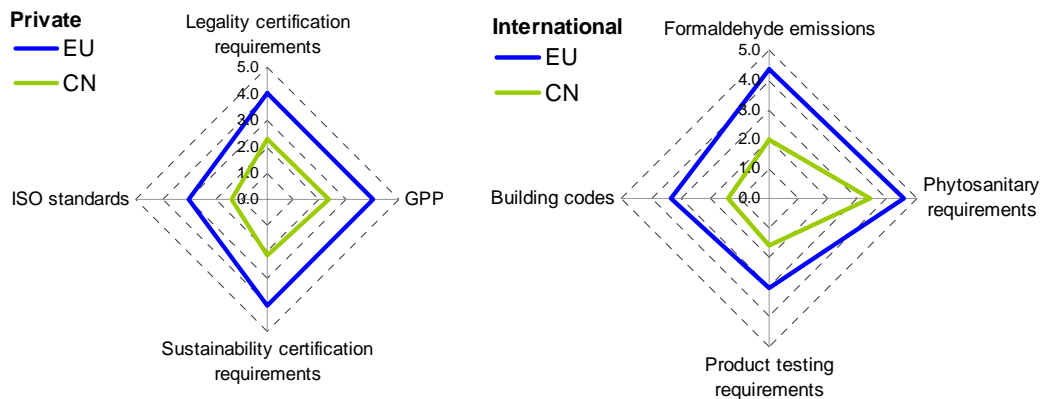 Private
EU
CN
Legality certification
requirements
5.0
4.0
3.0
2.0
1.0
0.0
ISO standards
GPP
Sustainability certification
requirements
International
EU
CN
Formaldehyde emissions
5.0
4.0
3.0
2.0
1.0
0.0
Building codes
Phytosanitary
requirements
Product testing
requirements